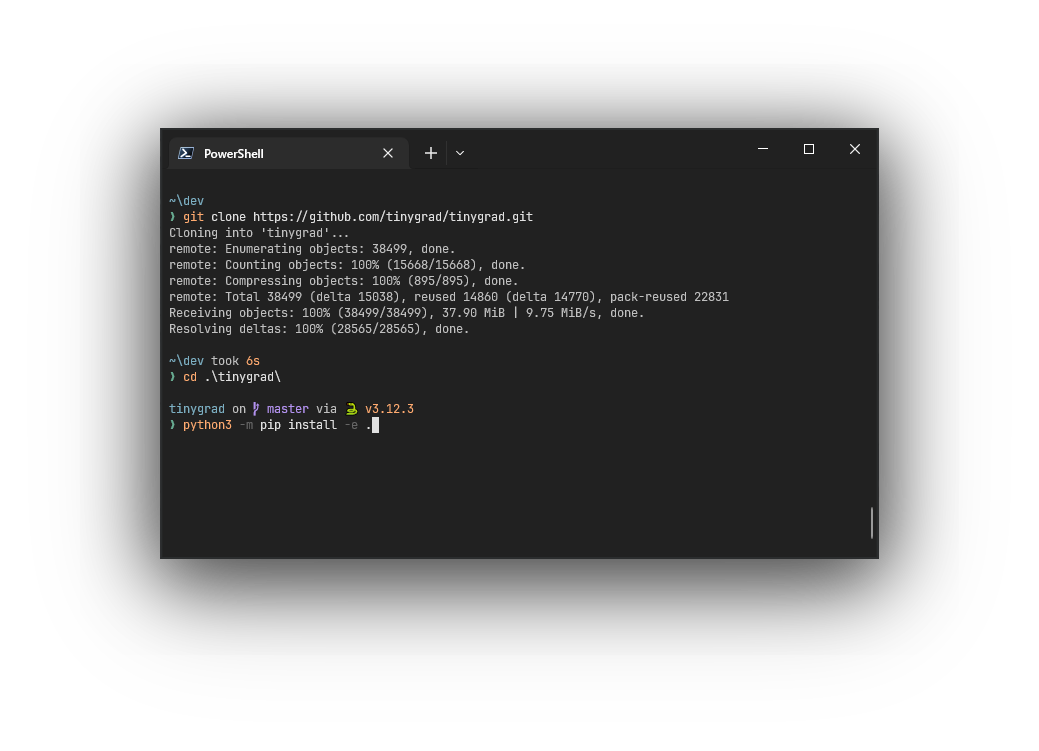 PowerShell
~\dev
❯ git clone https://github.com/tinygrad/tinygrad.git
Cloning into 'tinygrad'...
remote: Enumerating objects: 38499, done.
remote: Counting objects: 100% (15668/15668), done.
remote: Compressing objects: 100% (895/895), done.
remote: Total 38499 (delta 15038), reused 14860 (delta 14770), pack-reused 22831
Receiving objects: 100% (38499/38499), 37.90 MiB | 9.75 MiB/s, done.
Resolving deltas: 100% (28565/28565), done.
~\dev took 6s
❯ cd .\tinygrad\
tinygrad on master via 🐍 v3.12.3
❯ python3 -m pip install -e .